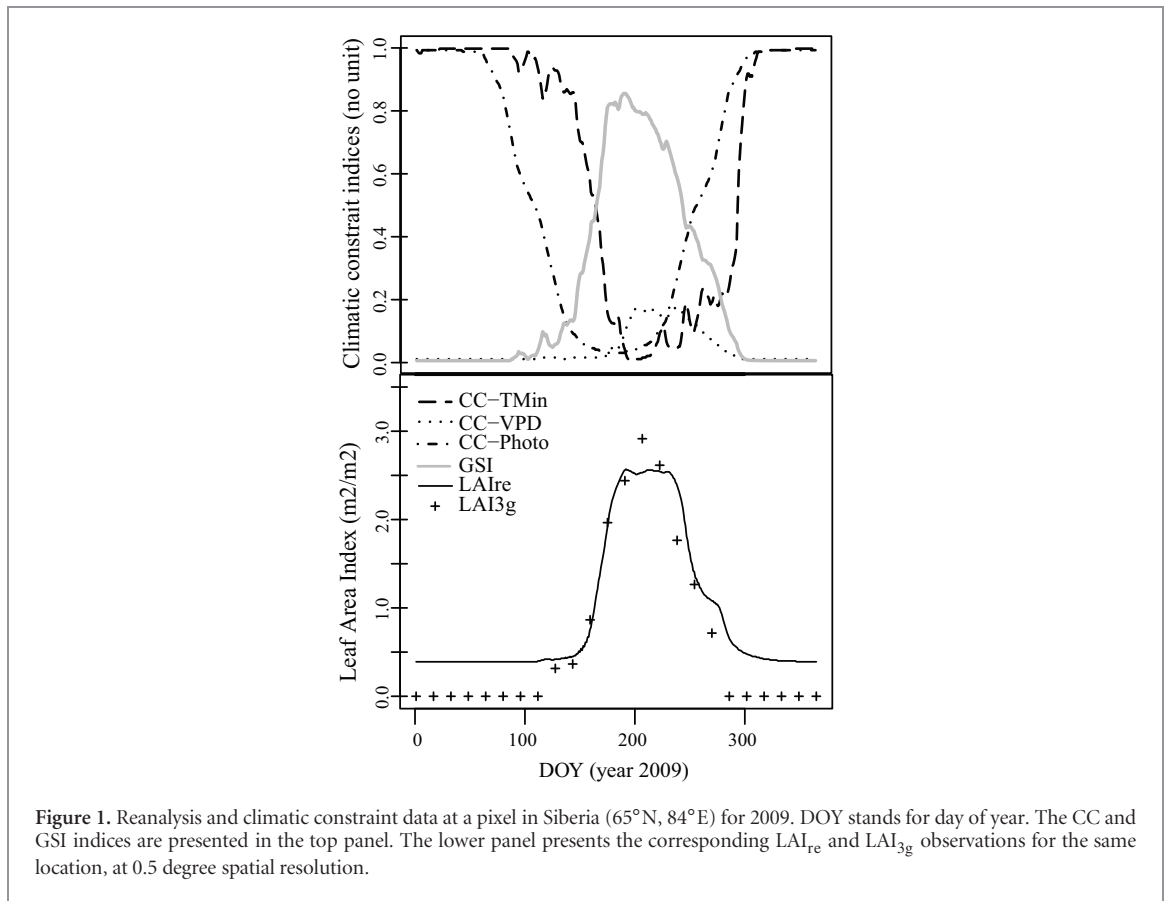 Climatic constrait indices (no unit)
1.0
0.8
0.6
0.4
0.2
0.0
Leaf Area Index (m2/m2)
3.0
2.0
1.0
0.0
CC−TMin
CC−VPD
CC−Photo
GSI
LAIre
LAI3g
0
100
200
300
DOY (year 2009)
Figure 1. Reanalysis and climatic constraint data at a pixel in Siberia (65°N, 84°E) for 2009. DOY stands for day of year. The CC and
GSI indices are presented in the top panel. The lower panel presents the corresponding LAIre and LAI3g observations for the same
location, at 0.5 degree spatial resolution.